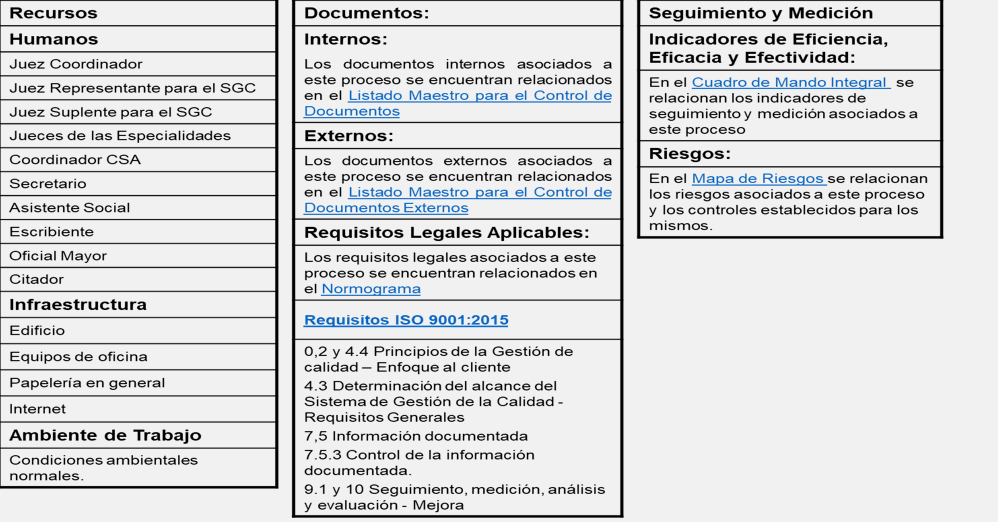 Recursos
Humanos
Juez Coordinador
Juez Representante para el SGC
Juez Suplente para el SGC
Jueces de las Especialidades
Coordinador CSA
Secretario
Asistente Social
Escribiente
Oficial Mayor
Citador
Infraestructura
Edificio
Equipos de oficina
Papelería en general
Internet
Ambiente de Trabajo
Condiciones ambientales
normales.
Documentos:
Internos:
Los documentos internos asociados a
este proceso se encuentran relacionados
en el Listado Maestro para el Control de
Documentos
Externos:
Los documentos externos asociados a
este proceso se encuentran relacionados
en el Listado Maestro para el Control de
Documentos Externos
Requisitos Legales Aplicables:
Los requisitos legales asociados a este
proceso se encuentran relacionados en
el Normograma
Requisitos ISO 9001:2015
0,2 y 4.4 Principios de la Gestión de
calidad – Enfoque al cliente
4.3 Determinación del alcance del
Sistema de Gestión de la Calidad -
Requisitos Generales
7,5 Información documentada
7.5.3 Control de la información
documentada.
9.1 y 10 Seguimiento, medición, análisis
y evaluación - Mejora
Seguimiento y Medición
Indicadores de Eficiencia,
Eficacia y Efectividad:
En el Cuadro de Mando Integral se
relacionan los indicadores de
seguimiento y medición asociados a
este proceso
Riesgos:
En el Mapa de Riesgos se relacionan
los riesgos asociados a este proceso
y los controles establecidos para los
mismos.